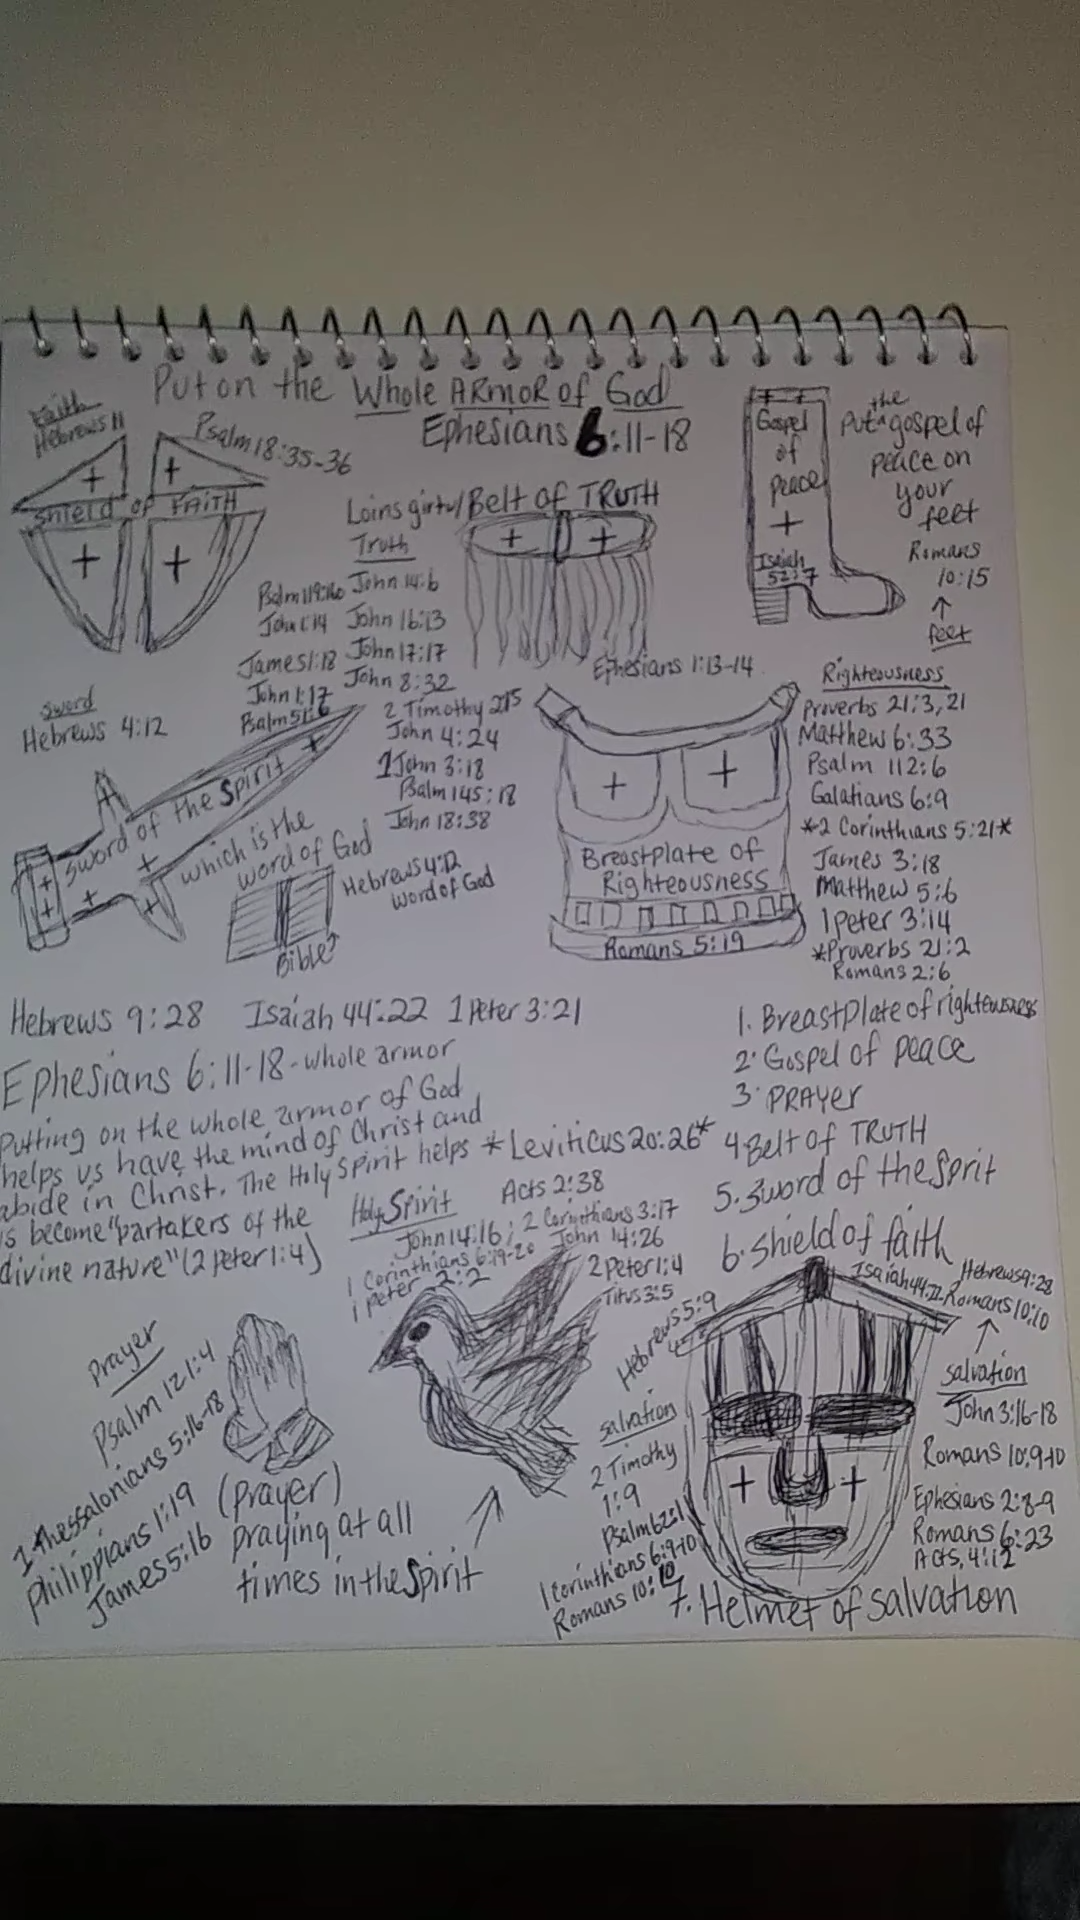 Put on the Whole ARMOR of God
Ephesians 6:11-18
Faith
Hebrews 11
Psalm 18:35-36
Shield of FAITH
Loins girt w/Belt of TRUTH
Truth
John 14:6
John 1:14 John 16:13
James 1:18 John 17:17
John 1:17 John 8:32
Psalm 51:6
2 Timothy 2:15
John 4:24
1 John 3:18
Psalm 145:18
John 18:38
Ephesians 1:13-14
Gospel
of
peace
Isaiah
52:7
Put the gospel of
peace on
your
feet
Romans
10:15
feet
Sword
Hebrews 4:12
Sword of the Spirit
which is the
word of God
Hebrews 4:12
word of God
Bible
Breastplate of
Righteousness
Romans 5:19
Righteousness
Proverbs 21:3,21
Matthew 6:33
Psalm 112:6
Galatians 6:9
*2 Corinthians 5:21*
James 3:18
Matthew 5:6
1 Peter 3:14
*Proverbs 21:2
Romans 2:6
Hebrews 9:28 Isaiah 44:22 1 Peter 3:21
Ephesians 6:11-18-whole armor
Putting on the whole armor of God
helps us have the mind of Christ and
abide in Christ. The Holy Spirit helps
us become "partakers of the
divine nature" (2 Peter 1:4)
*Leviticus 20:26*
1. Breastplate of righteousness
2. Gospel of peace
3. PRAYER
4. Belt of TRUTH
5. Sword of the Sprit
6. Shield of faith
Holy Spirit
Acts 2:38
John 14:16; 2 Corinthians 3:17
1 Corinthians 6:19-20 John 14:26
1 Peter 2:2
2 Peter 1:4
Titus 3:5
Prayer
Psalm 121:4
1 Thessalonians 5:16-18
Philippians 1:19
James 5:16
(prayer)
praying at all
times in the Spirit
Hebrews 5:9
salvation
2 Timothy
1:9
1 Corinthians 6:9-10
Romans 10:10
Hebrews 9:28
Romans 10:10
salvation
John 3:16-18
Romans 10:9-10
Ephesians 2:8-9
Romans 6:23
Acts, 4:12
7. Helmet of salvation